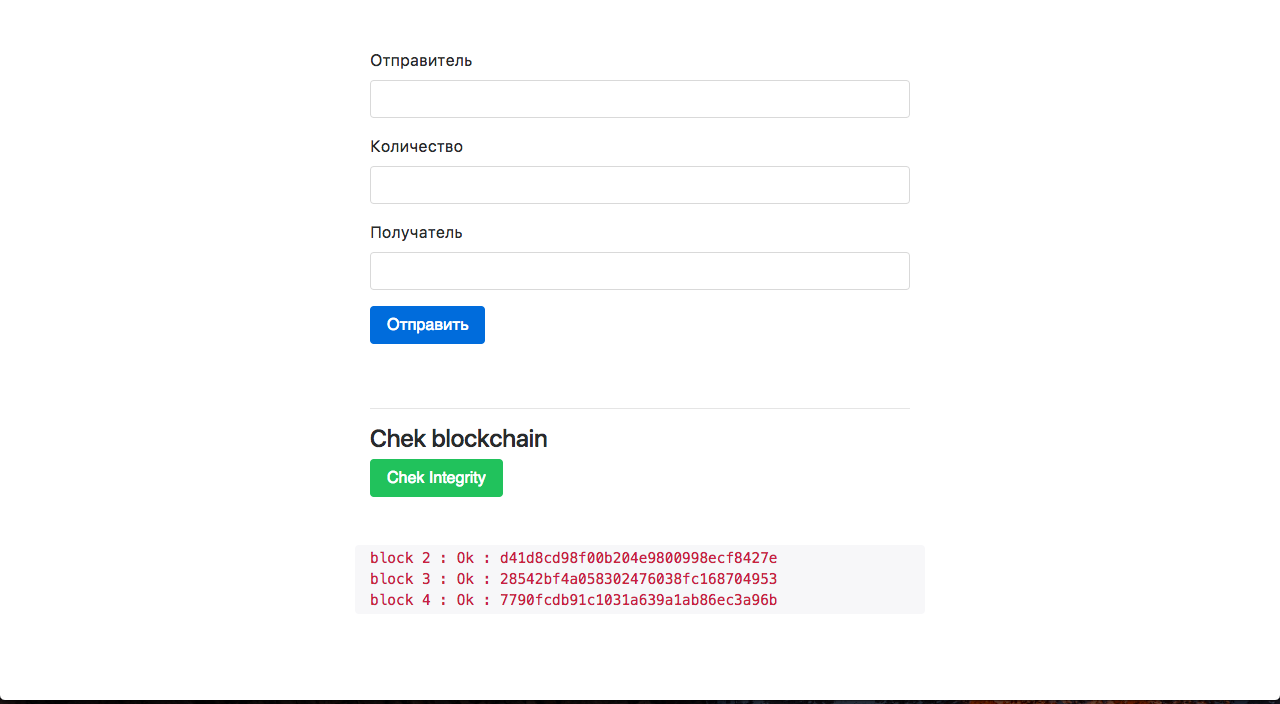 Отправитель
Количество
Получатель
Отправить
Chek blockchain
Chek Integrity
block 2 : Ok : d41d8cd98f00b204e9800998ecf8427e
block 3 : Ok : 28542bf4a058302476038fc168704953
block 4 : Ok : 7790fcdb91c1031a639a1ab86ec3a96b